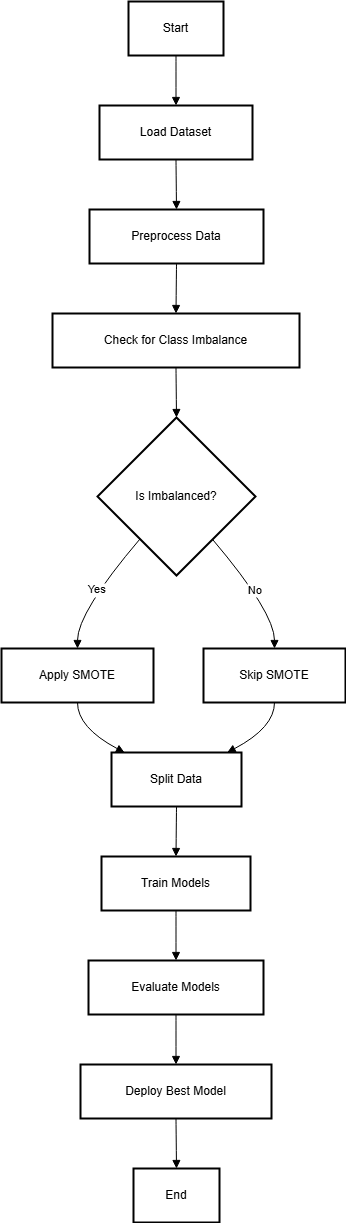 Start
Load Dataset
Preprocess Data
Check for Class Imbalance
Is Imbalanced?
Yes
No
Apply SMOTE
Skip SMOTE
Split Data
Train Models
Evaluate Models
Deploy Best Model
End